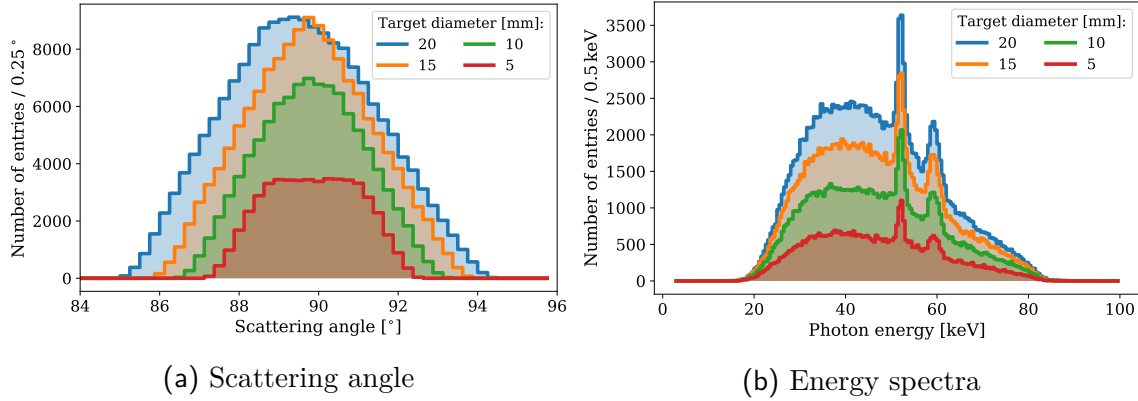 Number of entries / 0.25°
8000
6000
4000
2000
0
84 86 88 90 92 94 96
Scattering angle [°]
Target diameter [mm]:
20 10
15 5
(a) Scattering angle
Number of entries / 0.5 keV
3500
3000
2500
2000
1500
1000
500
0
0 20 40 60 80 100
Photon energy [keV]
Target diameter [mm]:
20 10
15 5
(b) Energy spectra